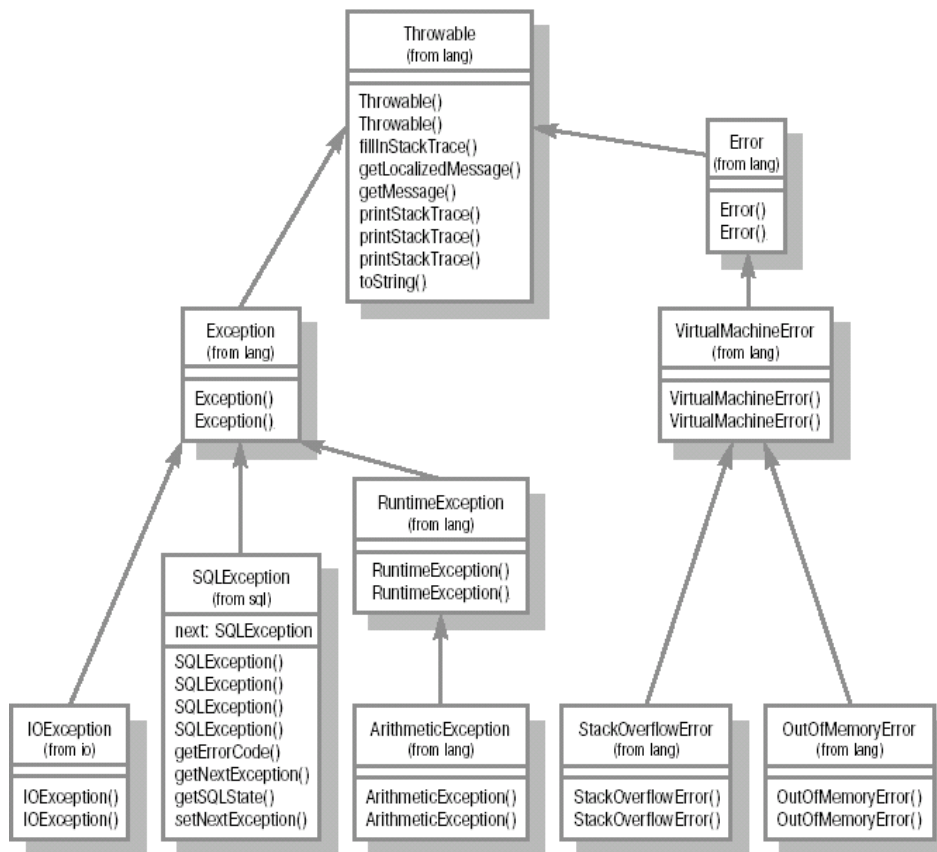 Throwable
(from lang)
Throwable()
Throwable()
fillInStackTrace()
getLocalizedMessage()
getMessage()
printStackTrace()
printStackTrace()
printStackTrace()
toString()
Error
(from lang)
Error()
Error()
Exception
(from lang)
Exception()
Exception()
VirtualMachineError
(from lang)
VirtualMachineError()
VirtualMachineError()
RuntimeException
(from lang)
RuntimeException()
RuntimeException()
SQLException
(from sql)
next: SQLException
SQLException()
SQLException()
SQLException()
SQLException()
getErrorCode()
getNextException()
getSQLState()
setNextException()
IOException
(from io)
IOException()
IOException()
ArithmeticException
(from lang)
ArithmeticException()
ArithmeticException()
StackOverflowError
(from lang)
StackOverflowError()
StackOverflowError()
OutOfMemoryError
(from lang)
OutOfMemoryError()
OutOfMemoryError()